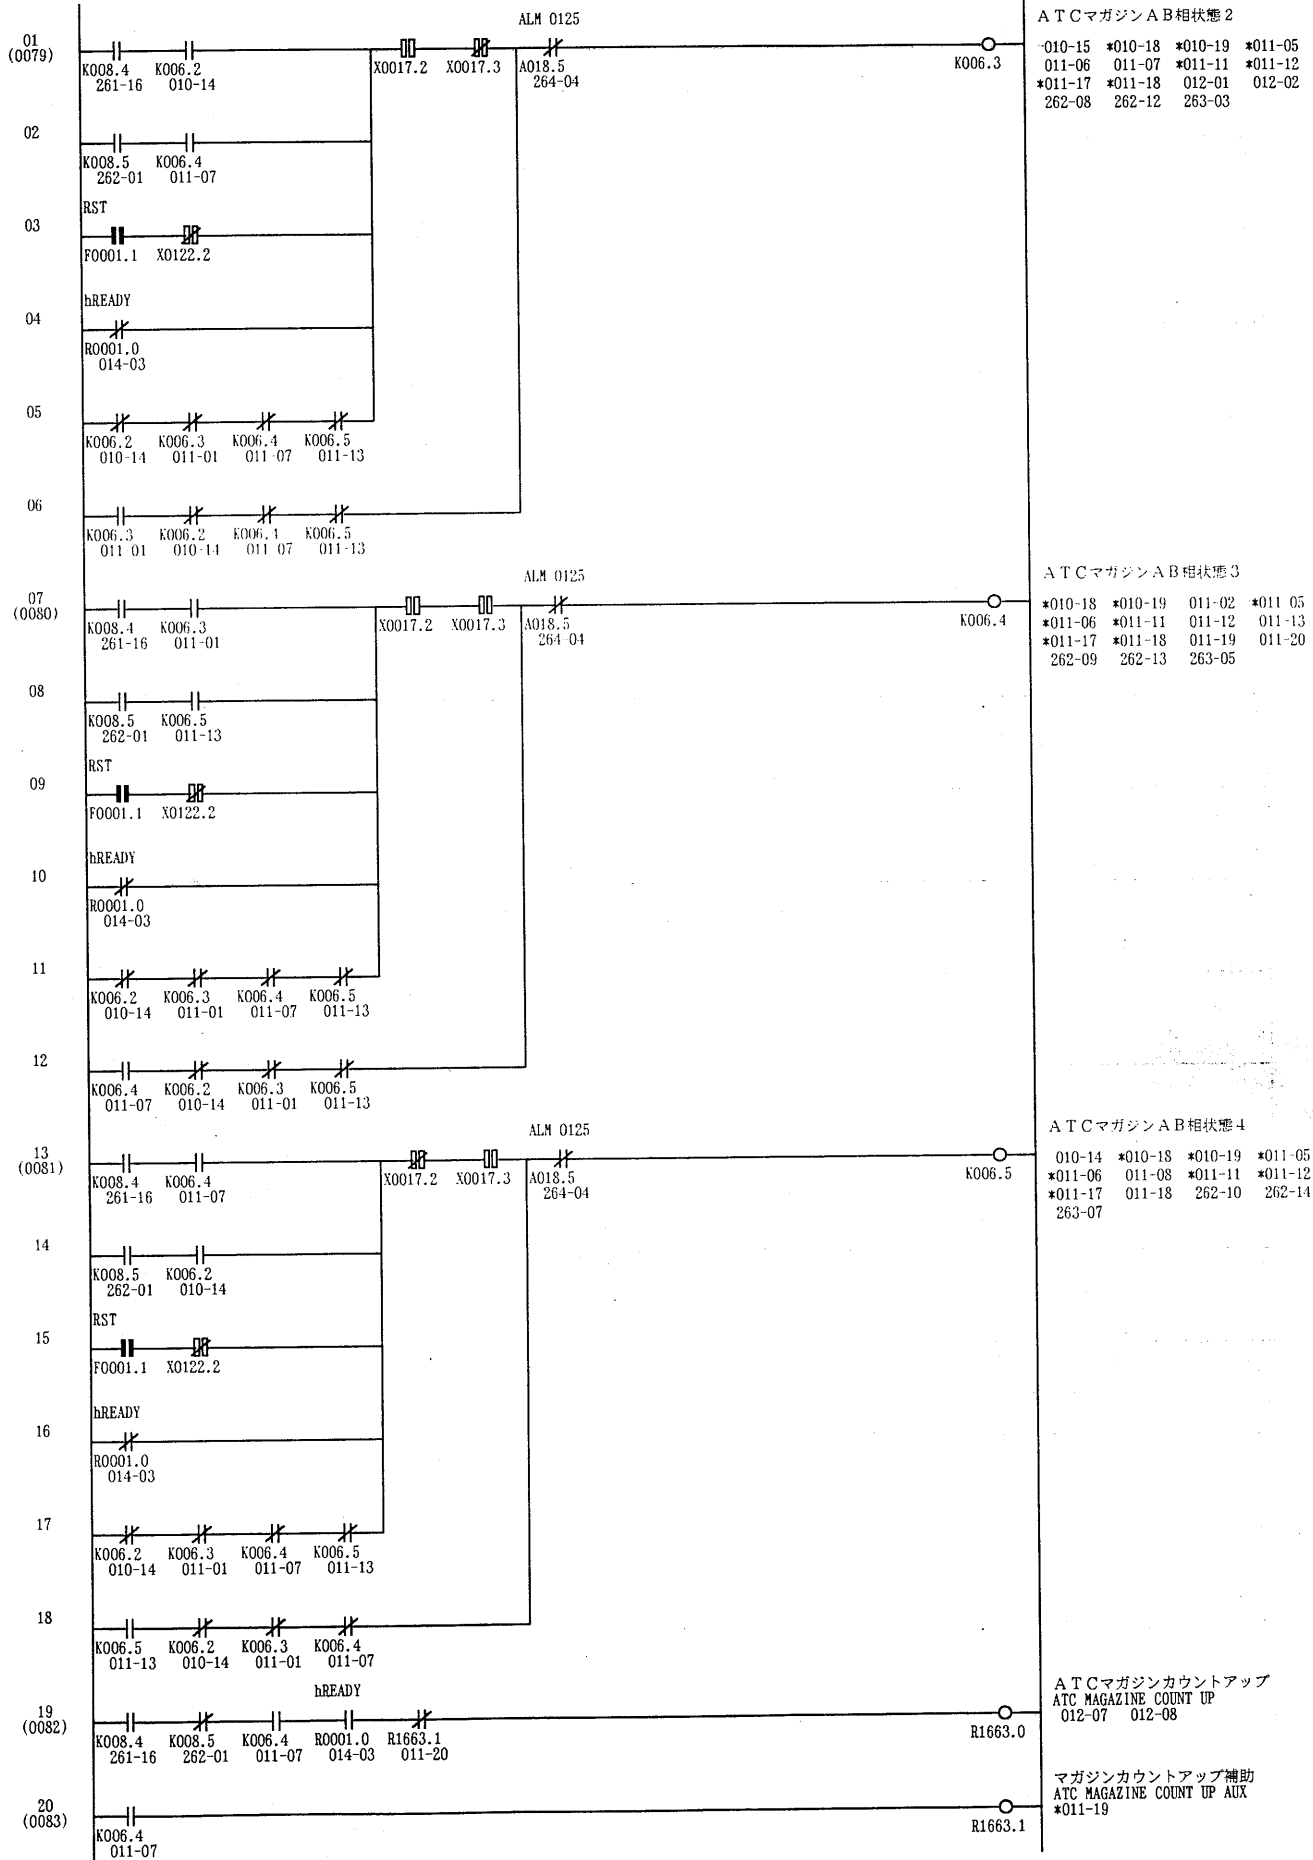 ALM 0125
ATCマガジンAB相状態2
01
(0079)
K008.4 K006.2 X0017.2 X0017.3 A018.5 K006.3
261-16 010-14 264-04
010-15 *010-18 *010-19 *011-05
011-06 011-07 *011-11 *011-12
*011-17 *011-18 012-01 012-02
262-08 262-12 263-03
02
K008.5 K006.4
262-01 011-07
RST
03
F0001.1 X0122.2
hREADY
04
R0001.0
014-03
05
K006.2 K006.3 K006.4 K006.5
010-14 011-01 011-07 011-13
06
K006.3 K006.2 K006.4 K006.5
011-01 010-14 011-07 011-13
ALM 0125
ATCマガジンAB相状態3
07
(0080)
K008.4 K006.3 X0017.2 X0017.3 A018.5 K006.4
261-16 011-01 264-04
*010-18 *010-19 011-02 *011-05
*011-06 *011-11 011-12 011-13
*011-17 *011-18 011-19 011-20
262-09 262-13 263-05
08
K008.5 K006.5
262-01 011-13
RST
09
F0001.1 X0122.2
hREADY
10
R0001.0
014-03
11
K006.2 K006.3 K006.4 K006.5
010-14 011-01 011-07 011-13
12
K006.4 K006.2 K006.3 K006.5
011-07 010-14 011-01 011-13
ALM 0125
ATCマガジンAB相状態4
13
(0081)
K008.4 K006.4 X0017.2 X0017.3 A018.5 K006.5
261-16 011-07 264-04
010-14 *010-18 *010-19 *011-05
*011-06 011-08 *011-11 *011-12
*011-17 011-18 262-10 262-14
263-07
14
K008.5 K006.2
262-01 010-14
RST
15
F0001.1 X0122.2
hREADY
16
R0001.0
014-03
17
K006.2 K006.3 K006.4 K006.5
010-14 011-01 011-07 011-13
18
K006.5 K006.2 K006.3 K006.4
011-13 010-14 011-01 011-07
hREADY
ATCマガジンカウントアップ
ATC MAGAZINE COUNT UP
012-07 012-08
19
(0082)
K008.4 K008.5 K006.4 R0001.0 R1663.1 R1663.0
261-16 262-01 011-07 014-03 011-20
マガジンカウントアップ補助
ATC MAGAZINE COUNT UP AUX
*011-19
20
(0083)
K006.4 R1663.1
011-07